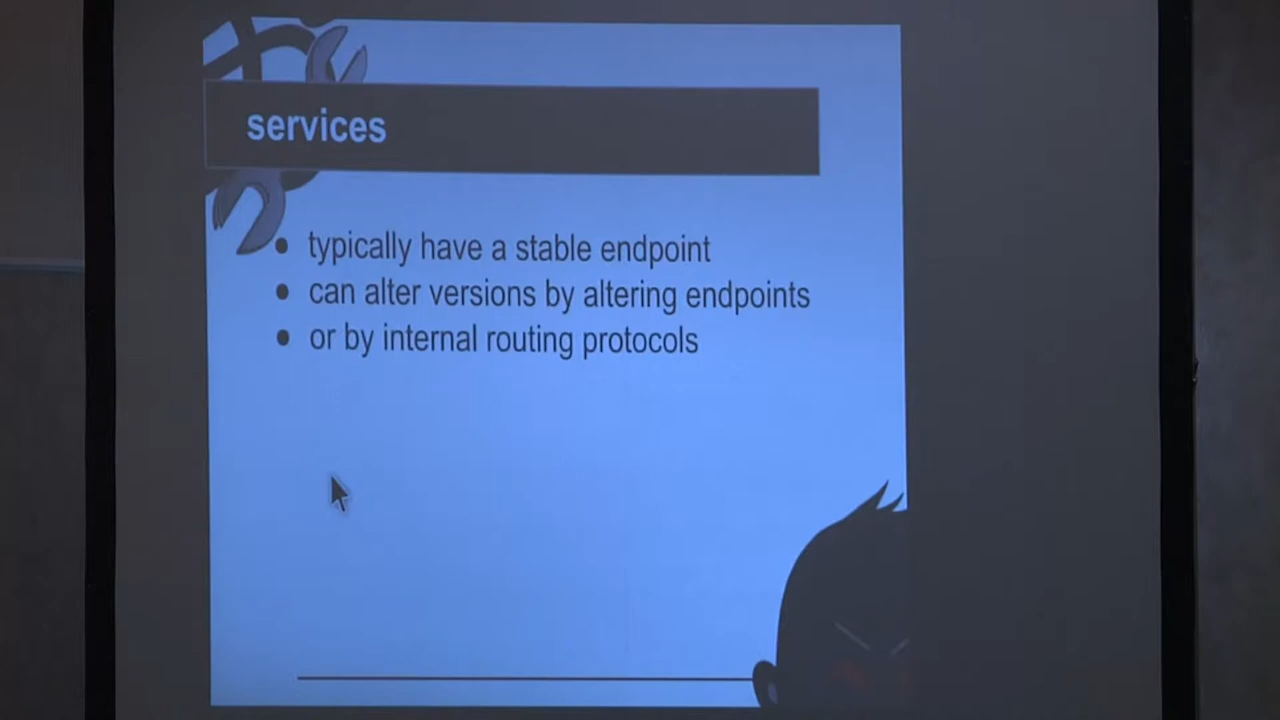 services
• typically have a stable endpoint
• can alter versions by altering endpoints
• or by internal routing protocols